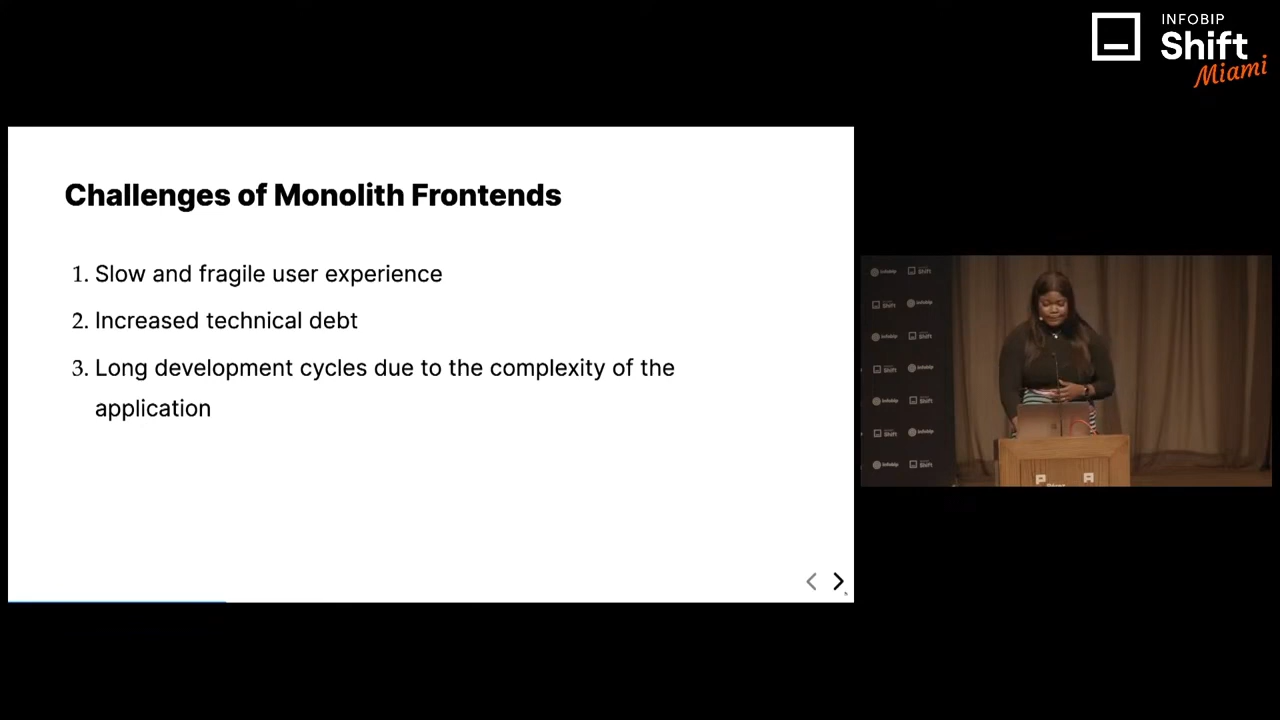 INFOBIP
Shift
Miami
Challenges of Monolith Frontends
1. Slow and fragile user experience
2. Increased technical debt
3. Long development cycles due to the complexity of the
application